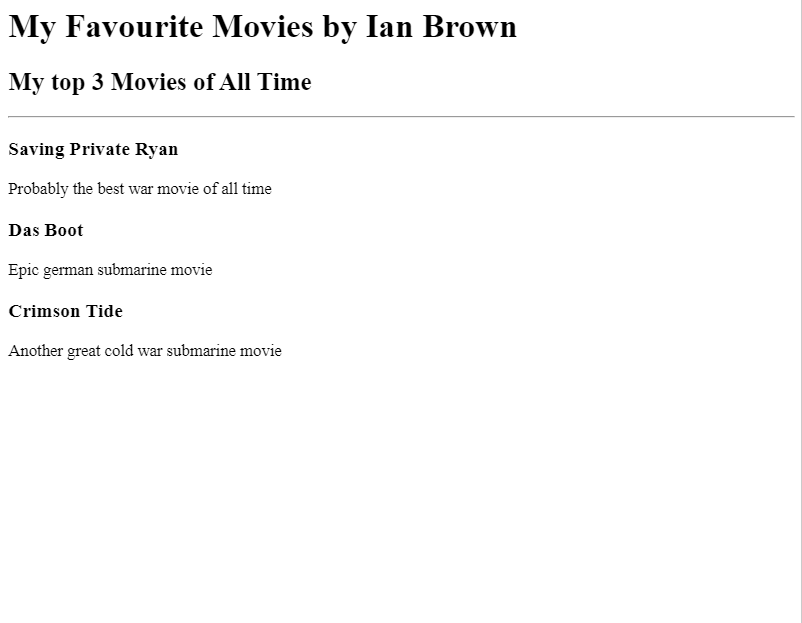 My Favourite Movies by Ian Brown
My top 3 Movies of All Time
Saving Private Ryan
Probably the best war movie of all time
Das Boot
Epic german submarine movie
Crimson Tide
Another great cold war submarine movie